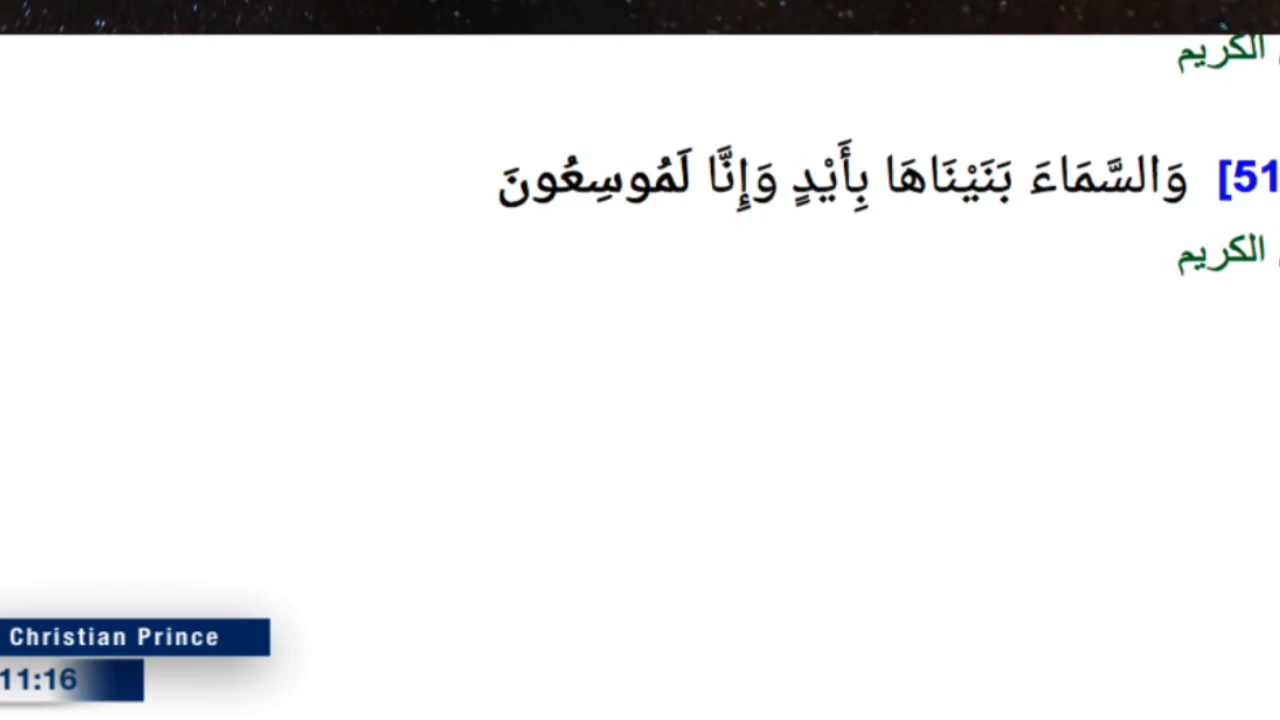 الكريم
[51 وَالسَّمَاءَ بَنَيْنَاهَا بِأَيْدٍ وَإِنَّا لَمُوسِعُونَ
الكريم
Christian Prince
11:16